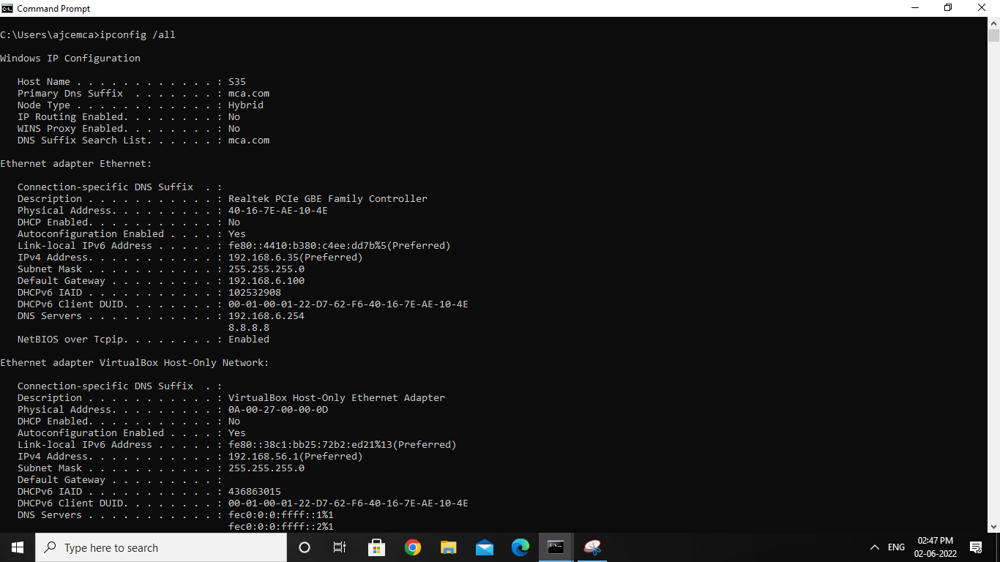 Command Prompt
C:\Users\ajcemca>ipconfig /all
Windows IP Configuration
   Host Name . . . . . . . . . . . . : S35
   Primary Dns Suffix  . . . . . . . : mca.com
   Node Type . . . . . . . . . . . . : Hybrid
   IP Routing Enabled. . . . . . . . : No
   WINS Proxy Enabled. . . . . . . . : No
   DNS Suffix Search List. . . . . . : mca.com
Ethernet adapter Ethernet:
   Connection-specific DNS Suffix  . :
   Description . . . . . . . . . . . : Realtek PCIe GBE Family Controller
   Physical Address. . . . . . . . . : 40-16-7E-AE-10-4E
   DHCP Enabled. . . . . . . . . . . : No
   Autoconfiguration Enabled . . . . : Yes
   Link-local IPv6 Address . . . . . : fe80::4410:b380:c4ee:dd7b%5(Preferred)
   IPv4 Address. . . . . . . . . . . : 192.168.6.35(Preferred)
   Subnet Mask . . . . . . . . . . . : 255.255.255.0
   Default Gateway . . . . . . . . . : 192.168.6.100
   DHCPv6 IAID . . . . . . . . . . . : 102532908
   DHCPv6 Client DUID. . . . . . . . : 00-01-00-01-22-D7-62-F6-40-16-7E-AE-10-4E
   DNS Servers . . . . . . . . . . . : 192.168.6.254
                                       8.8.8.8
   NetBIOS over Tcpip. . . . . . . . : Enabled
Ethernet adapter VirtualBox Host-Only Network:
   Connection-specific DNS Suffix  . :
   Description . . . . . . . . . . . : VirtualBox Host-Only Ethernet Adapter
   Physical Address. . . . . . . . . : 0A-00-27-00-00-0D
   DHCP Enabled. . . . . . . . . . . : No
   Autoconfiguration Enabled . . . . : Yes
   Link-local IPv6 Address . . . . . : fe80::38c1:bb25:72b2:ed21%13(Preferred)
   IPv4 Address. . . . . . . . . . . : 192.168.56.1(Preferred)
   Subnet Mask . . . . . . . . . . . : 255.255.255.0
   Default Gateway . . . . . . . . . :
   DHCPv6 IAID . . . . . . . . . . . : 436863015
   DHCPv6 Client DUID. . . . . . . . : 00-01-00-01-22-D7-62-F6-40-16-7E-AE-10-4E
   DNS Servers . . . . . . . . . . . : fec0:0:0:ffff::1%1
                                       fec0:0:0:ffff::2%1
Type here to search
ENG
02:47 PM
02-06-2022